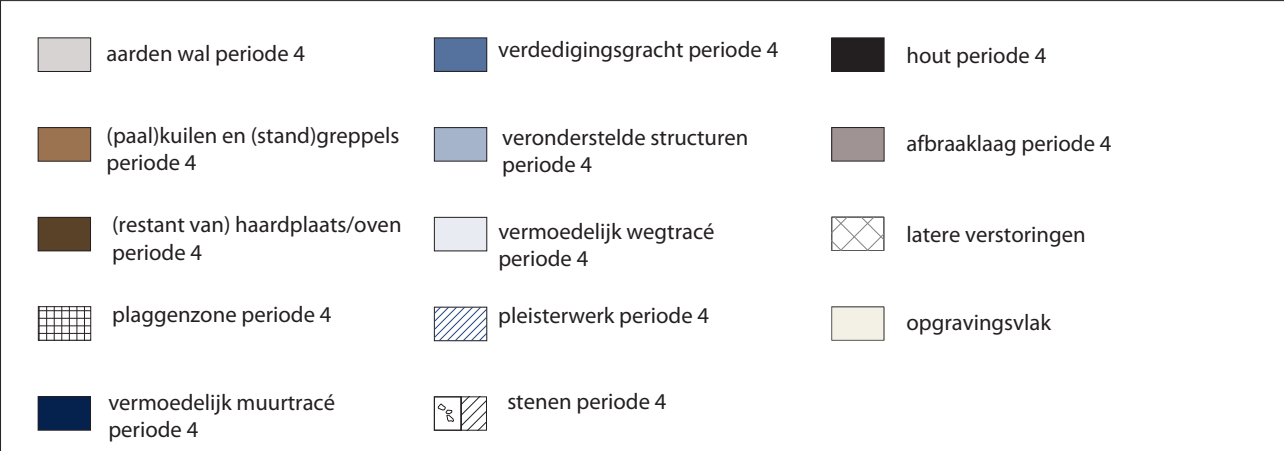 aarden wal periode 4
(paal)kuilen en (stand)greppels
periode 4
(restant van) haardplaats/oven
periode 4
plaggenzone periode 4
vermoedelijk muurtracé
periode 4
verdedigingsgracht periode 4
veronderstelde structuren
periode 4
vermoedelijk wegtracé
periode 4
pleisterwerk periode 4
stenen periode 4
hout periode 4
afbraaklaag periode 4
latere verstoringen
opgravingsvlak